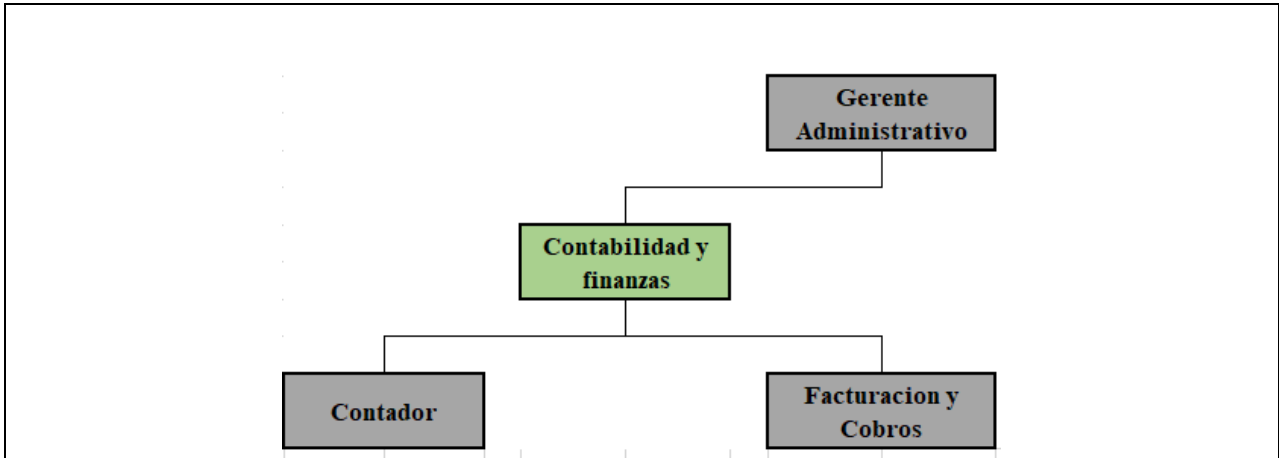 Gerente
Administrativo
Contabilidad y
finanzas
Contador
Facturacion y
Cobros